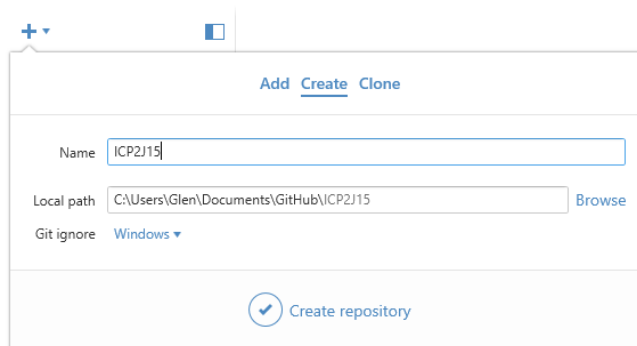 Add Create Clone
Name ICP2J15
Local path C:\Users\Glen\Documents\GitHub\ICP2J15 Browse
Git ignore Windows
Create repository